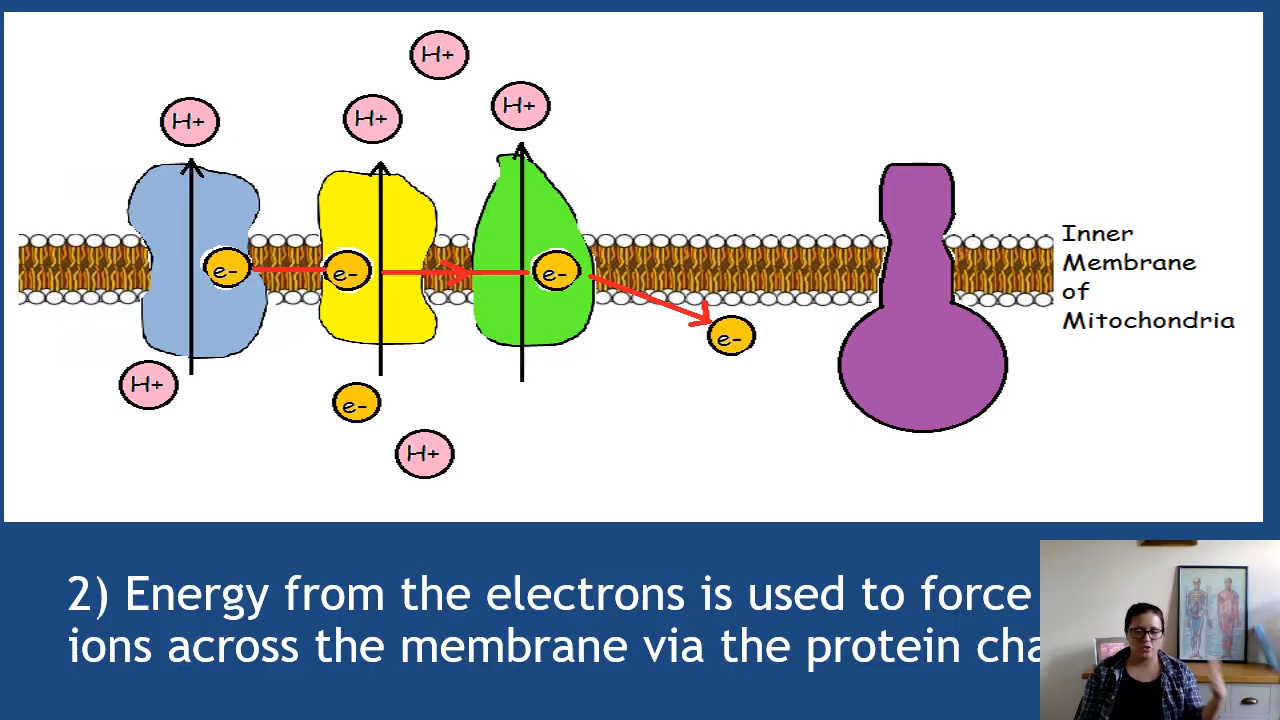 H+
H+
H+
H+
e-
e-
e-
e-
H+
e-
H+
Inner
Membrane
of
Mitochondria
2) Energy from the electrons is used to force
ions across the membrane via the protein